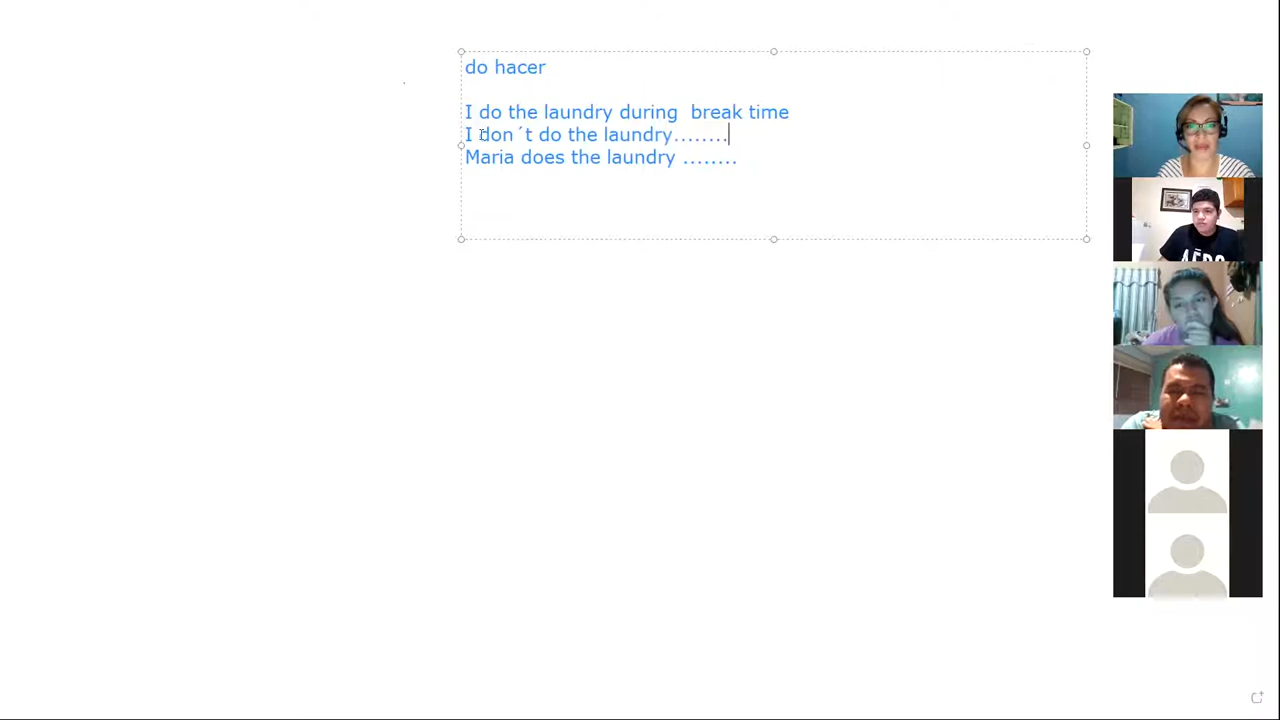 do hacer
I do the laundry during  break time
I don´t do the laundry........
Maria does the laundry ........